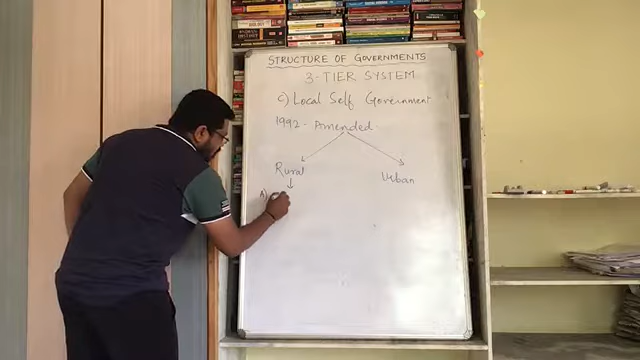 STRUCTURE OF GOVERNMENTS
3-TIER SYSTEM
c) Local Self Government
1992 - Amended
Rural
Urban
A)